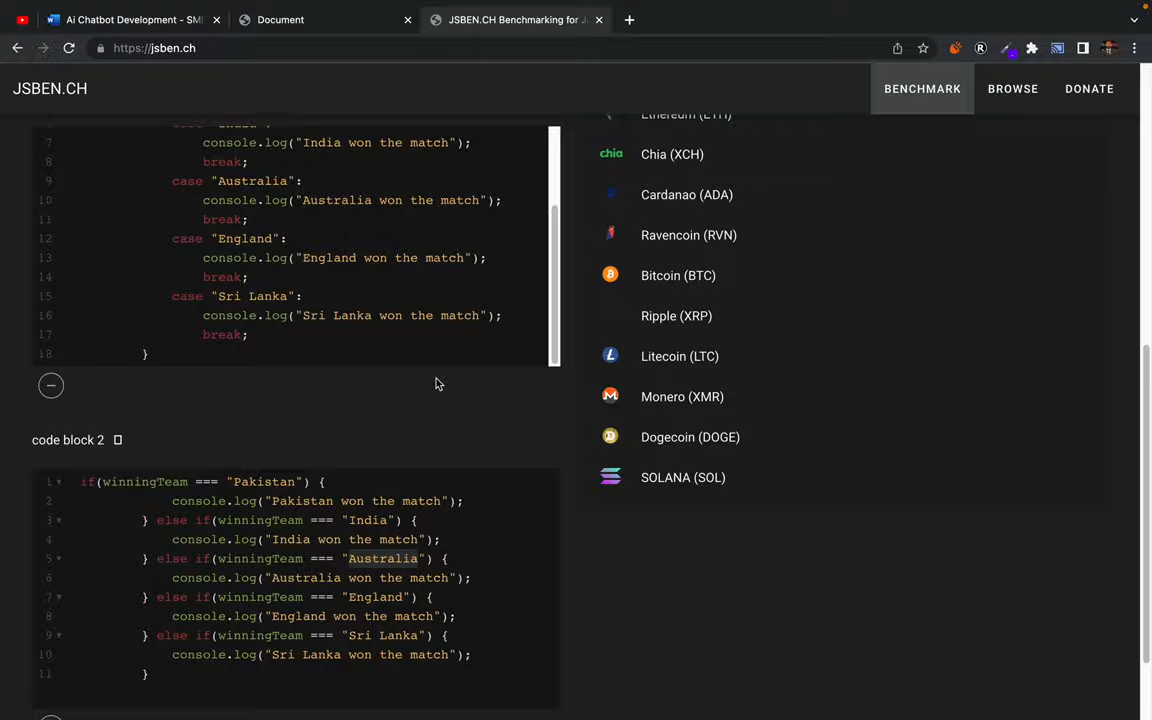 Ai Chatbot Development - SM
Document
JSBEN.CH Benchmarking for J
https://jsben.ch
JSBEN.CH
BENCHMARK
BROWSE
DONATE
7 console.log("India won the match");
8 break;
9 case "Australia":
10 console.log("Australia won the match");
11 break;
12 case "England":
13 console.log("England won the match");
14 break;
15 case "Sri Lanka":
16 console.log("Sri Lanka won the match");
17 break;
18 }
code block 2
1 if(winningTeam === "Pakistan") {
2 console.log("Pakistan won the match");
3 } else if(winningTeam === "India") {
4 console.log("India won the match");
5 } else if(winningTeam === "Australia") {
6 console.log("Australia won the match");
7 } else if(winningTeam === "England") {
8 console.log("England won the match");
9 } else if(winningTeam === "Sri Lanka") {
10 console.log("Sri Lanka won the match");
11 }
Ethereum (ETH)
chia Chia (XCH)
Cardanao (ADA)
Ravencoin (RVN)
Bitcoin (BTC)
Ripple (XRP)
Litecoin (LTC)
Monero (XMR)
Dogecoin (DOGE)
SOLANA (SOL)